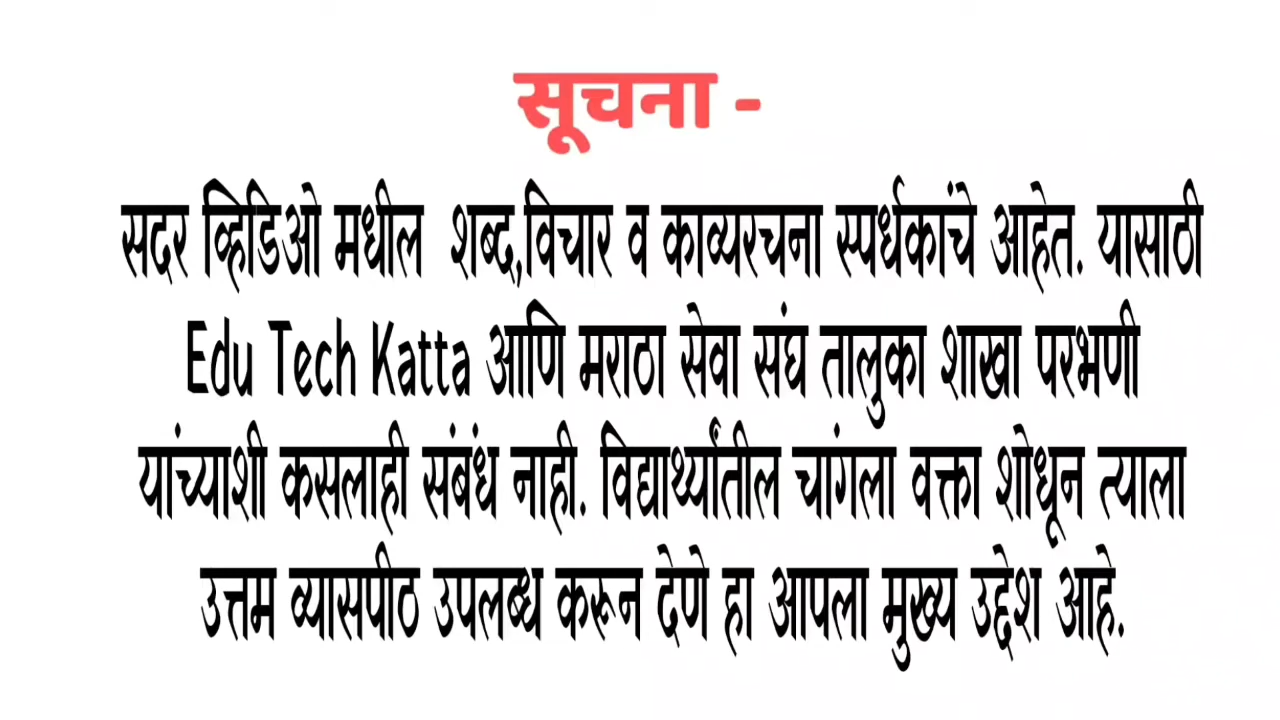 सूचना -
सदर व्हिडिओ मधील शब्द,विचार व काव्यरचना स्पर्धकांचे आहेत. यासाठी
Edu Tech Katta आणि मराठा सेवा संघ तालुका शाखा परभणी
यांच्याशी कसलाही संबंध नाही. विद्यार्थ्यांतील चांगला वक्ता शोधून त्याला
उत्तम व्यासपीठ उपलब्ध करून देणे हा आपला मुख्य उद्देश आहे.